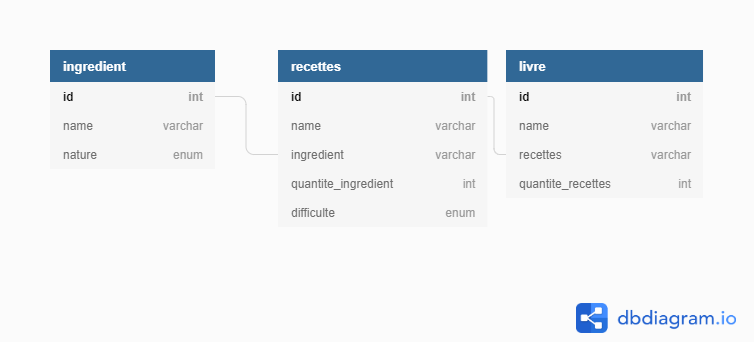 ingredient
id int
name varchar
nature enum
recettes
id int
name varchar
ingredient varchar
quantite_ingredient int
difficulte enum
livre
id int
name varchar
recettes varchar
quantite_recettes int
dbdiagram.io